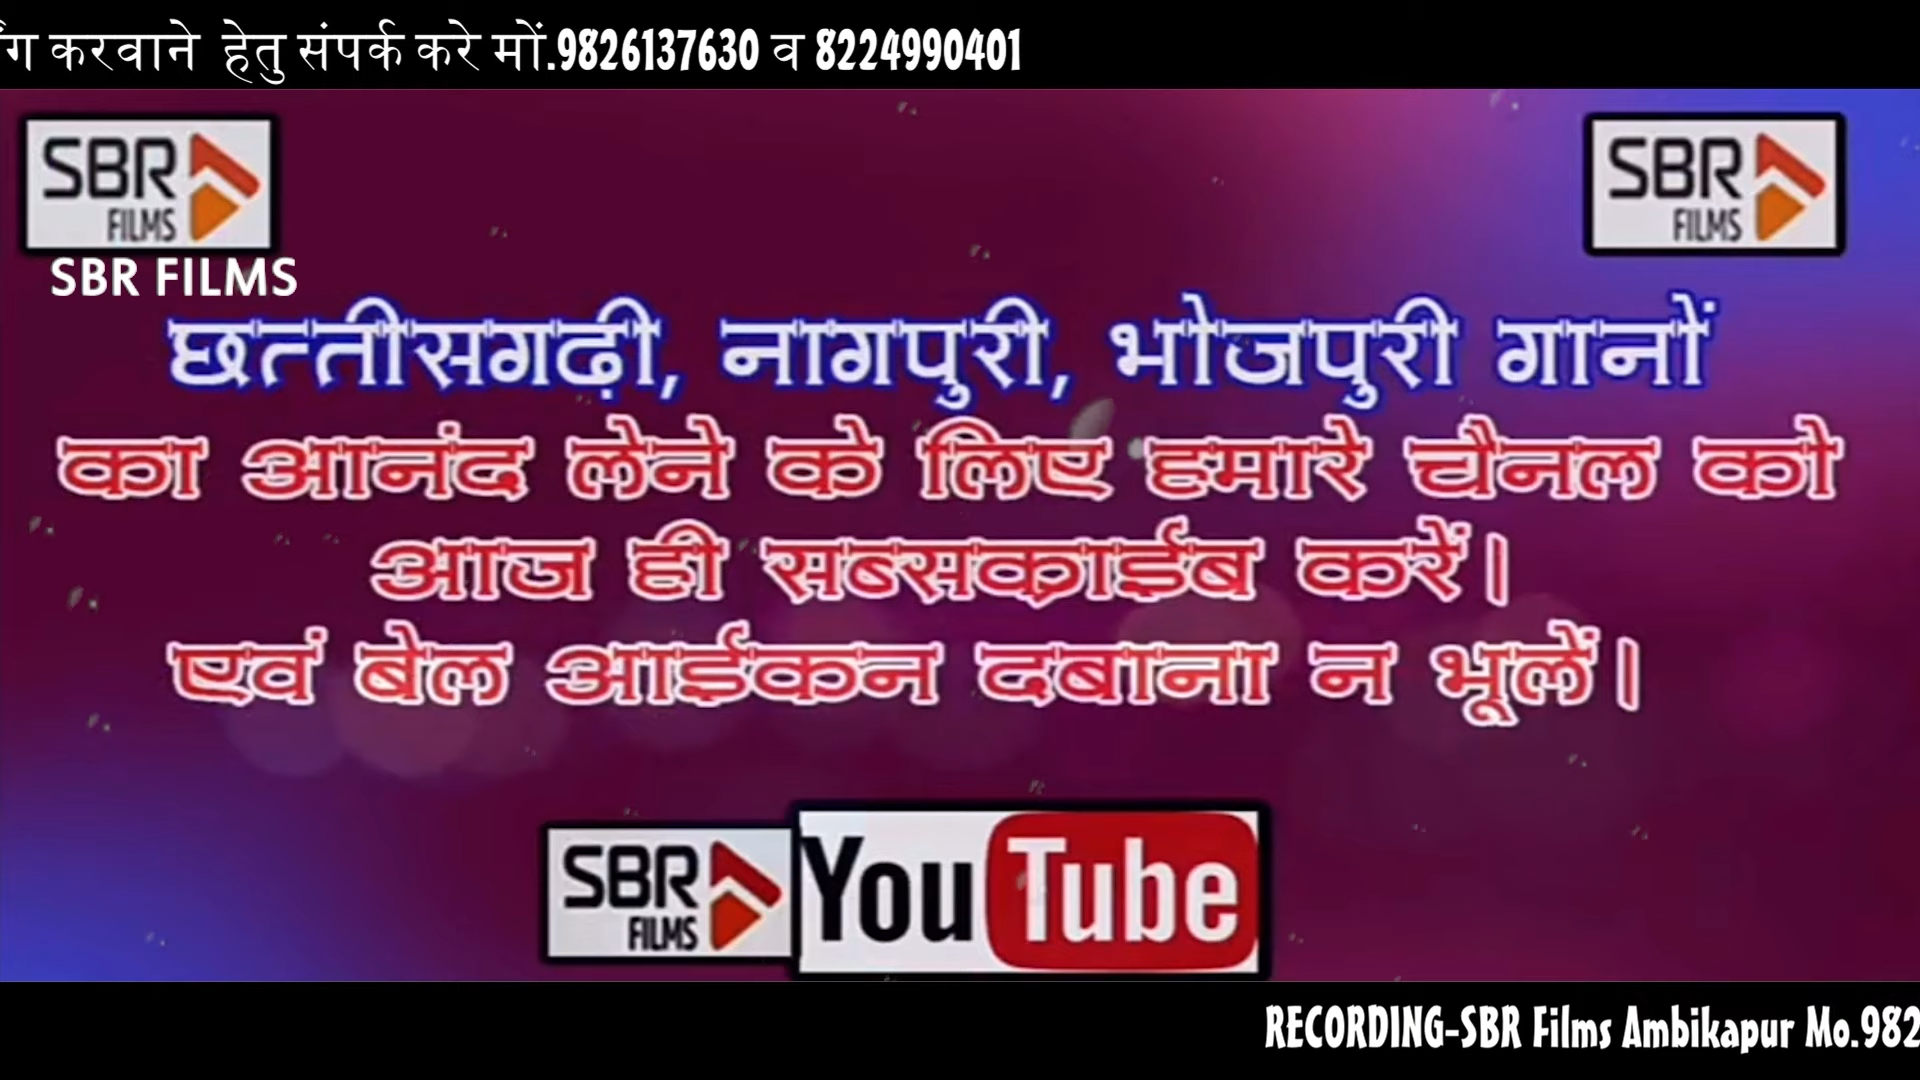 करवाने हेतु संपर्क करे मों.9826137630 व 8224990401
SBR FILMS
SBR FILMS
SBR FILMS
छत्तीसगढ़ी, नागपुरी, भोजपुरी गानों
का आनंद लेने के लिए हमारे चैनल को
आज ही सब्सक्राईब करें।
एवं बेल आईकन दबाना न भूलें।
SBR FILMS
YouTube
RECORDING-SBR Films Ambikapur Mo.982